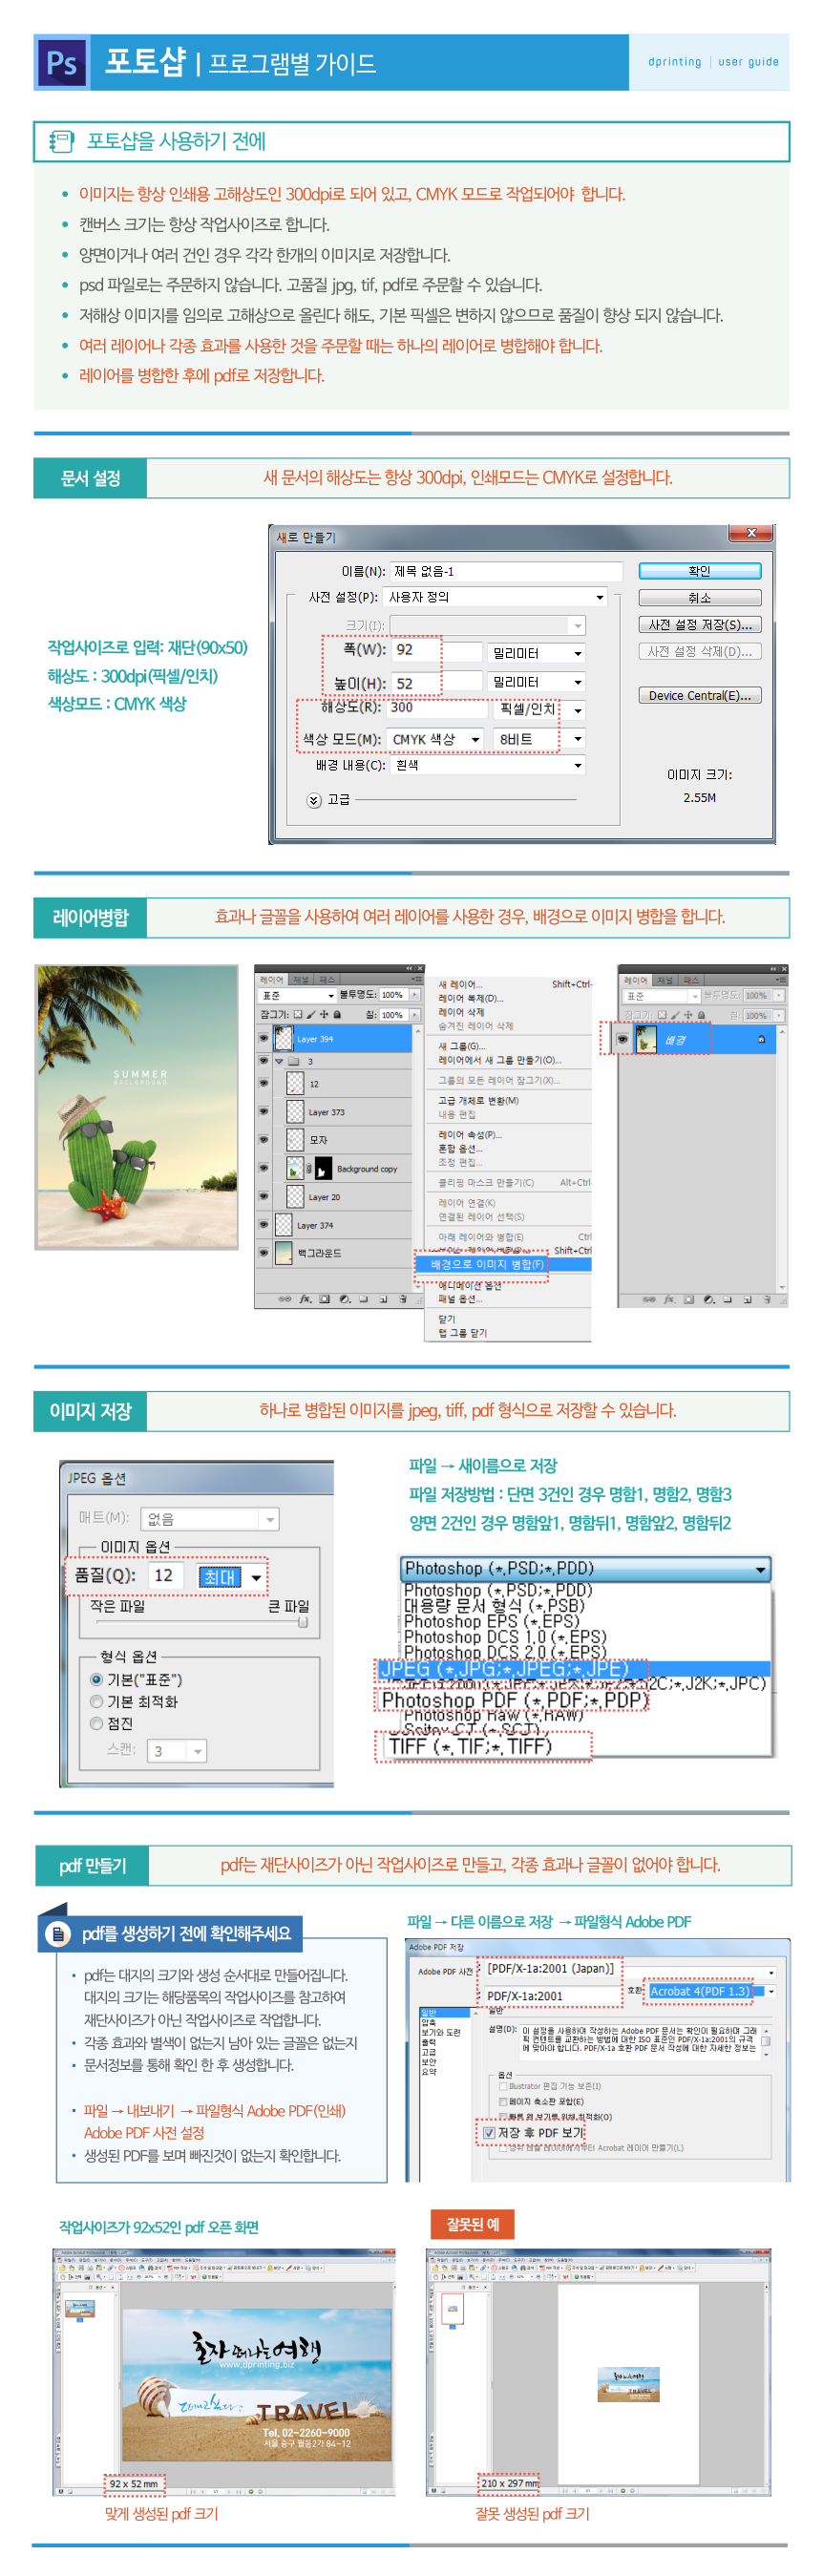 Ps 포토샵 | 프로그램별 가이드
dprinting | user guide
포토샵을 사용하기 전에
• 이미지는 항상 인쇄용 고해상도인 300dpi로 되어 있고, CMYK 모드로 작업되어야 합니다.
• 캔버스 크기는 항상 작업사이즈로 합니다.
• 양면이거나 여러 건인 경우 각각 한개의 이미지로 저장합니다.
• psd 파일로는 주문하지 않습니다. 고품질 jpg, tif, pdf로 주문할 수 있습니다.
• 저해상 이미지를 임의로 고해상으로 올린다 해도, 기본 픽셀은 변하지 않으므로 품질이 향상 되지 않습니다.
• 여러 레이어나 각종 효과를 사용한 것을 주문할 때는 하나의 레이어로 병합해야 합니다.
• 레이어를 병합한 후에 pdf로 저장합니다.
문서 설정
새 문서의 해상도는 항상 300dpi, 인쇄모드는 CMYK로 설정합니다.
작업사이즈로 입력: 재단(90x50)
해상도 : 300dpi(픽셀/인치)
색상모드 : CMYK 색상
새로 만들기
이름(N): 제목 없음-1
확인
사전 설정(P): 사용자 정의
취소
크기(I):
사전 설정 저장(S)...
폭(W): 92 밀리미터
사전 설정 삭제(D)...
높이(H): 52 밀리미터
Device Central(E)...
해상도(R): 300 픽셀/인치
색상 모드(M): CMYK 색상 8비트
배경 내용(C): 흰색
이미지 크기:
2.55M
고급
레이어병합
효과나 글꼴을 사용하여 여러 레이어를 사용한 경우, 배경으로 이미지 병합을 합니다.
SUMMER
BACKGROUND
레이어 채널 패스
표준 불투명도: 100%
잠그기: 칠: 100%
Layer 394
3
12
Layer 373
모자
Background copy
Layer 20
Layer 374
백그라운드
새 레이어... Shift+Ctrl
레이어 복제(D)...
레이어 삭제
숨겨진 레이어 삭제
새 그룹(G)...
레이어에서 새 그룹 만들기(O)...
그룹의 모든 레이어 잠그기(X)...
고급 개체로 변환(M)
내용 편집
레이어 속성(P)...
혼합 옵션...
조정 편집...
클리핑 마스크 만들기(C) Alt+Ctrl
레이어 연결(K)
연결된 레이어 선택(S)
아래 레이어와 병합(E) Ctrl
Shift+Ctrl
배경으로 이미지 병합(F)
애니메이션 옵션
패널 옵션...
닫기
탭 그룹 닫기
레이어 채널 패스
표준 불투명도: 100%
잠그기: 칠: 100%
배경
이미지 저장
하나로 병합된 이미지를 jpeg, tiff, pdf 형식으로 저장할 수 있습니다.
JPEG 옵션
매트(M): 없음
이미지 옵션
품질(Q): 12 최대
작은 파일 큰 파일
형식 옵션
기본("표준")
기본 최적화
점진
스캔: 3
파일 → 새이름으로 저장
파일 저장방법 : 단면 3건인 경우 명함1, 명함2, 명함3
양면 2건인 경우 명함앞1, 명함뒤1, 명함앞2, 명함뒤2
Photoshop (*.PSD;*.PDD)
Photoshop (*.PSD;*.PDD)
대용량 문서 형식 (*.PSB)
Photoshop EPS (*.EPS)
Photoshop DCS 1.0 (*.EPS)
Photoshop DCS 2.0 (*.EPS)
JPEG (*.JPG;*.JPEG;*.JPE)
Photoshop PDF (*.PDF;*.PDP)
Photoshop Raw (*.RAW)
Scitex CT (*.SCT)
TIFF (*.TIF;*.TIFF)
pdf 만들기
pdf는 재단사이즈가 아닌 작업사이즈로 만들고, 각종 효과나 글꼴이 없어야 합니다.
pdf를 생성하기 전에 확인해주세요
• pdf는 대지의 크기와 생성 순서대로 만들어집니다.
대지의 크기는 해당품목의 작업사이즈를 참고하여
재단사이즈가 아닌 작업사이즈로 작업합니다.
• 각종 효과와 별색이 없는지 남아 있는 글꼴은 없는지
• 문서정보를 통해 확인 한 후 생성합니다.
• 파일 → 내보내기 → 파일형식 Adobe PDF(인쇄)
Adobe PDF 사전 설정
• 생성된 PDF를 보며 빠진것이 없는지 확인합니다.
파일 → 다른 이름으로 저장 → 파일형식 Adobe PDF
Adobe PDF 저장
Adobe PDF 사전 [PDF/X-1a:2001 (Japan)]
PDF/X-1a:2001 호환 Acrobat 4(PDF 1.3)
일반
압축
보기와 도련
출력
고급
보안
요약
일반
설명(D): 이 설정을 사용하여 작성하는 Adobe PDF 문서는 확인이 필요하며 그래
픽 컨텐트를 교환하는 방법에 대한 ISO 표준인 PDF/X-1a:2001의 규격
에 맞아야 합니다. PDF/X-1a 호환 PDF 문서 작성에 대한 자세한 정보는
옵션
Illustrator 편집 기능 보존(I)
페이지 축소판 포함(E)
빠른 웹 보기를 위해 최적화(O)
저장 후 PDF 보기
상위 레벨 레이어에서부터 Acrobat 레이어 만들기(L)
작업사이즈가 92x52인 pdf 오픈 화면
잘못된 예
혼자 떠나는 여행
www.dprinting.biz
TRAVEL
Tel. 02-2260-9000
서울 중구 필동2가 84-12
92 x 52 mm
210 x 297 mm
맞게 생성된 pdf 크기
잘못 생성된 pdf 크기